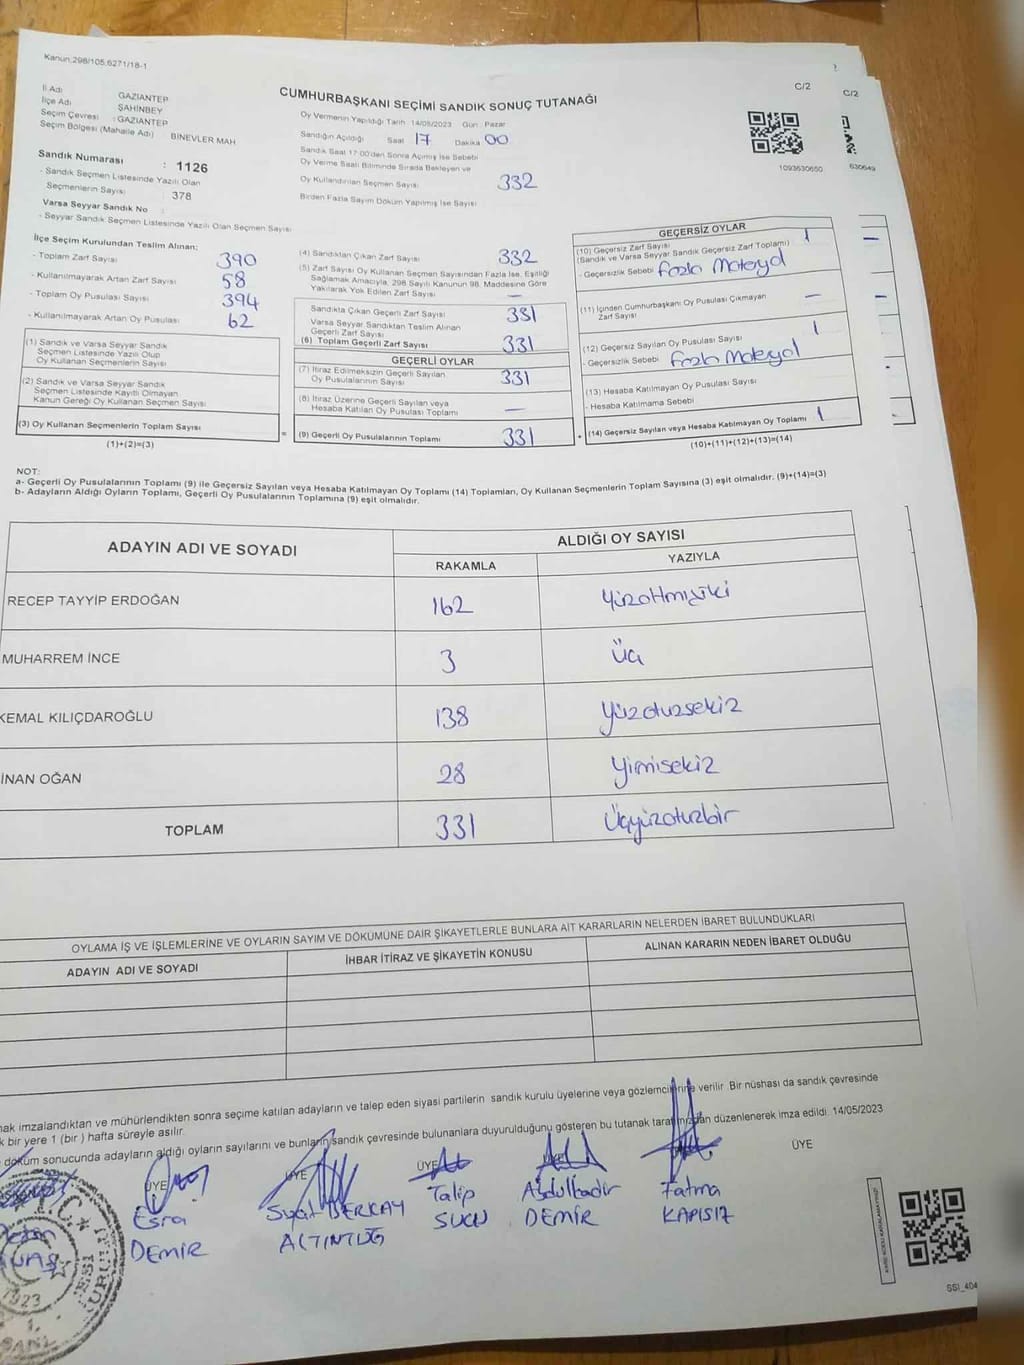 Kanun:298/105,6271/18-1
CUMHURBAŞKANI SEÇİMİ SANDIK SONUÇ TUTANAĞI
C/2
C/2
İl Adı GAZİANTEP
İlçe Adı ŞAHİNBEY
Seçim Çevresi : GAZİANTEP
Seçim Bölgesi (Mahalle Adı) BİNEVLER MAH
Sandık Numarası : 1126
- Sandık Seçmen Listesinde Yazılı Olan
Seçmenlerin Sayısı : 378
Varsa Seyyar Sandık No :
- Seyyar Sandık Seçmen Listesinde Yazılı Olan Seçmen Sayısı
Oy Vermenin Yapıldığı Tarih 14/05/2023 Gün : Pazar
Sandığın Açıldığı Saat 17 Dakika 00
Sandık Saat 17:00'den Sonra Açılmış İse Sebebi
Oy Verme Saati Bitiminde Sırada Bekleyen ve
Oy Kullandırılan Seçmen Sayısı 332
Birden Fazla Sayım Döküm Yapılmış İse Sayısı
1093630650
630649
İlçe Seçim Kurulundan Teslim Alınan;
- Toplam Zarf Sayısı 390
- Kullanılmayarak Artan Zarf Sayısı 58
- Toplam Oy Pusulası Sayısı 394
- Kullanılmayarak Artan Oy Pusulası 62
(1) Sandık ve Varsa Seyyar Sandık
Seçmen Listesinde Yazılı Olup
Oy Kullanan Seçmenlerin Sayısı
(2) Sandık ve Varsa Seyyar Sandık
Seçmen Listesinde Kayıtlı Olmayan
Kanun Gereği Oy Kullanan Seçmen Sayısı
(3) Oy Kullanan Seçmenlerin Toplam Sayısı
(1)+(2)=(3)
(4) Sandıktan Çıkan Zarf Sayısı 332
(5) Zarf Sayısı Oy Kullanan Seçmen Sayısından Fazla İse, Eşitliği
Sağlamak Amacıyla, 298 Sayılı Kanunun 98. Maddesine Göre
Yakılarak Yok Edilen Zarf Sayısı —
Sandıkta Çıkan Geçerli Zarf Sayısı 331
Varsa Seyyar Sandıktan Teslim Alınan
Geçerli Zarf Sayısı
(6) Toplam Geçerli Zarf Sayısı 331
GEÇERLİ OYLAR
(7) İtiraz Edilmeksizin Geçerli Sayılan
Oy Pusulalarının Sayısı 331
(8) İtiraz Üzerine Geçerli Sayılan veya
Hesaba Katılan Oy Pusulası Toplamı —
= (9) Geçerli Oy Pusulalarının Toplamı 331
GEÇERSİZ OYLAR
(10) Geçersiz Zarf Sayısı 1
(Sandık ve Varsa Seyyar Sandık Geçersiz Zarf Toplamı)
- Geçersizlik Sebebi Fazla Materyal
(11) İçinden Cumhurbaşkanı Oy Pusulası Çıkmayan
Zarf Sayısı —
(12) Geçersiz Sayılan Oy Pusulası Sayısı 1
- Geçersizlik Sebebi Fazla Materyal
(13) Hesaba Katılmayan Oy Pusulası Sayısı
- Hesaba Katılmama Sebebi
+ (14) Geçersiz Sayılan veya Hesaba Katılmayan Oy Toplamı 1
(10)+(11)+(12)+(13)=(14)
NOT:
a- Geçerli Oy Pusulalarının Toplamı (9) ile Geçersiz Sayılan veya Hesaba Katılmayan Oy Toplamı (14) Toplamları, Oy Kullanan Seçmenlerin Toplam Sayısına (3) eşit olmalıdır. (9)+(14)=(3)
b- Adayların Aldığı Oyların Toplamı, Geçerli Oy Pusulalarının Toplamına (9) eşit olmalıdır.
ADAYIN ADI VE SOYADI ALDIĞI OY SAYISI
RAKAMLA YAZIYLA
RECEP TAYYİP ERDOĞAN 162 Yüzatmışiki
MUHARREM İNCE 3 Üç
KEMAL KILIÇDAROĞLU 138 Yüzotuzsekiz
İNAN OĞAN 28 Yirmisekiz
TOPLAM 331 Üçyüzotuzbir
OYLAMA İŞ VE İŞLEMLERİNE VE OYLARIN SAYIM VE DÖKÜMÜNE DAİR ŞİKAYETLERLE BUNLARA AİT KARARLARIN NELERDEN İBARET BULUNDUKLARI
ADAYIN ADI VE SOYADI İHBAR İTİRAZ VE ŞİKAYETİN KONUSU ALINAN KARARIN NEDEN İBARET OLDUĞU
nak imzalandıktan ve mühürlendikten sonra seçime katılan adayların ve talep eden siyasi partilerin sandık kurulu üyelerine veya gözlemcilerine verilir. Bir nüshası da sandık çevresinde
k bir yere 1 (bir ) hafta süreyle asılır.
döküm sonucunda adayların aldığı oyların sayılarını ve bunların sandık çevresinde bulunanlara duyurulduğunu gösteren bu tutanak tarafımızdan düzenlenerek imza edildi. 14/05/2023
ÜYE ÜYE ÜYE ÜYE
Esra Suat BERKAY Talip Abdulkadir Fatma
DEMİR ALTINTUĞ SUCU DEMİR KAPISIZ
T.C.
1923